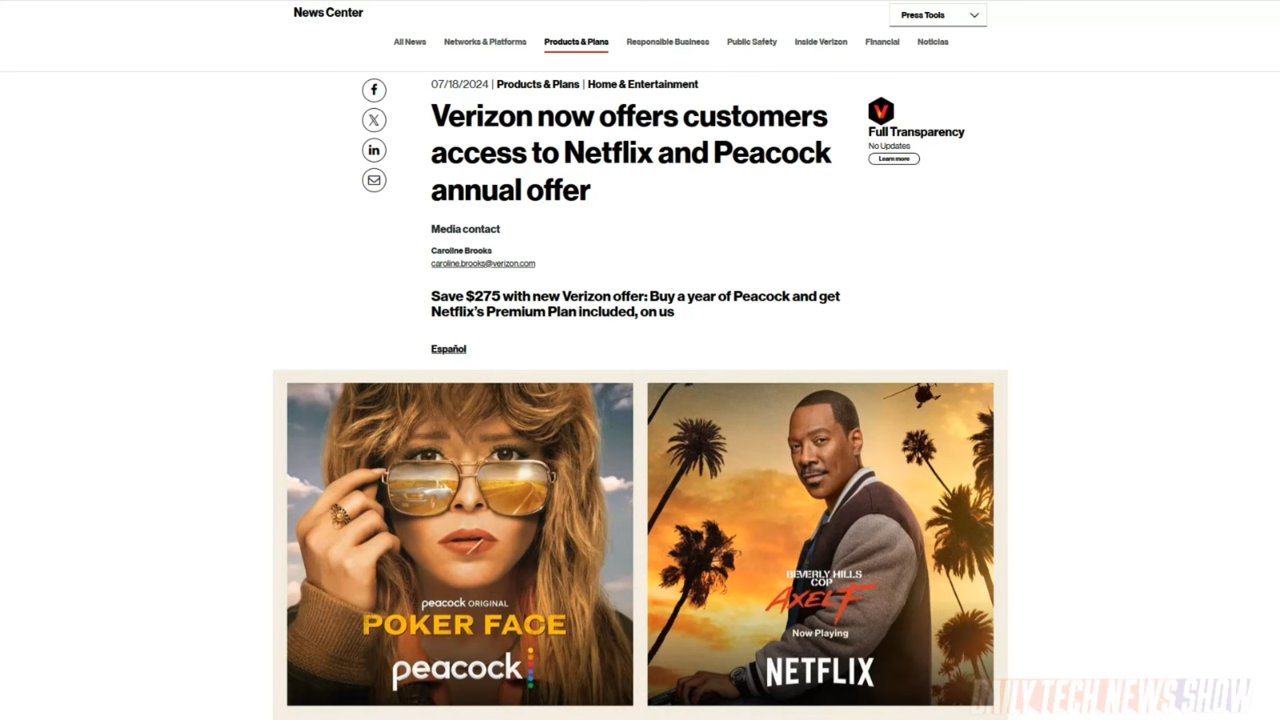 News Center
Press Tools
All News
Networks & Platforms
Products & Plans
Responsible Business
Public Safety
Inside Verizon
Financial
Noticias
07/18/2024 | Products & Plans | Home & Entertainment
Verizon now offers customers
access to Netflix and Peacock
annual offer
Full Transparency
No Updates
Learn more
Media contact
Caroline Brooks
caroline.brooks@verizon.com
Save $275 with new Verizon offer: Buy a year of Peacock and get
Netflix's Premium Plan included, on us
Español
peacock ORIGINAL
POKER FACE
peacock
BEVERLY HILLS
COP
AXEL F
Now Playing
NETFLIX
DAILY TECH NEWS SHOW